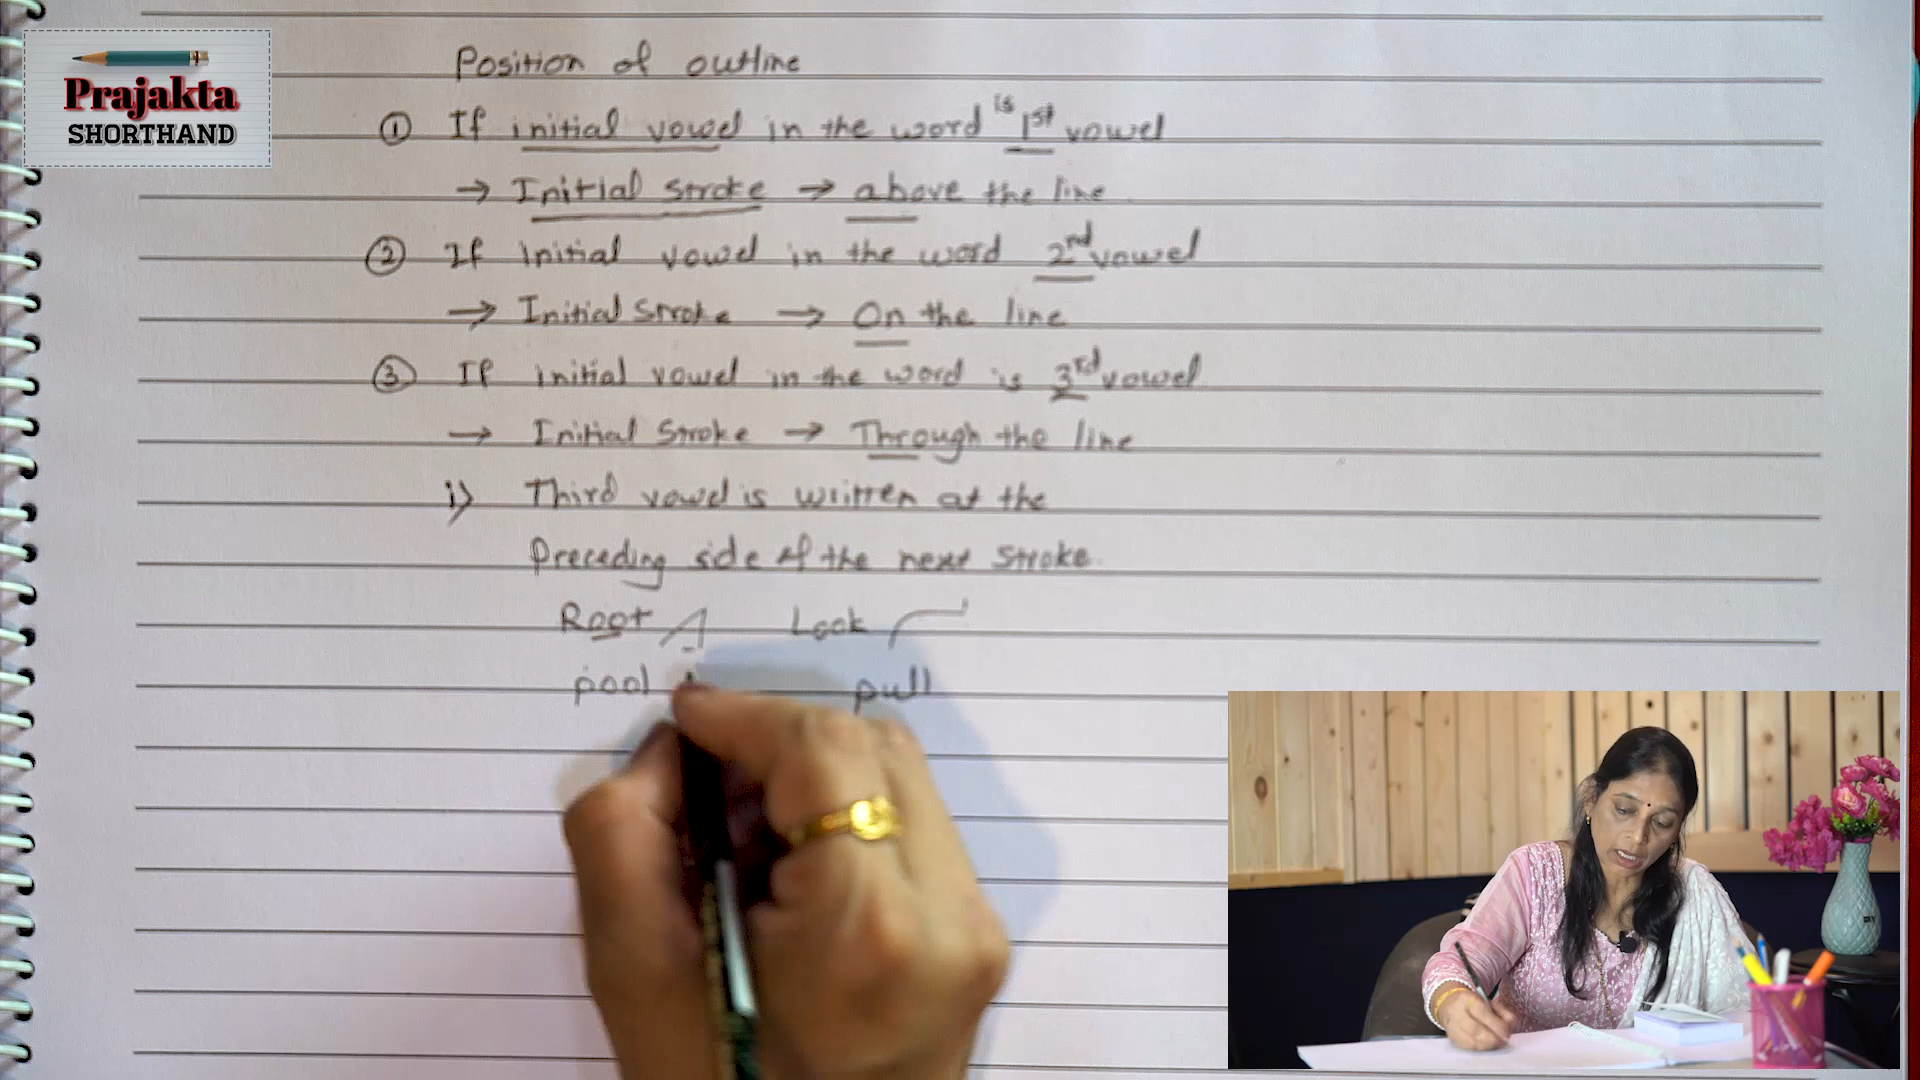 Prajakta
SHORTHAND
Position of outline
① If initial vowel in the word is 1st vowel
→ Initial stroke → above the line
② If initial vowel in the word 2nd vowel
→ Initial stroke → On the line
③ If initial vowel in the word is 3rd vowel
→ Initial stroke → Through the line
i) Third vowel is written at the
Preceding side of the next stroke.
Root Look
pool pull